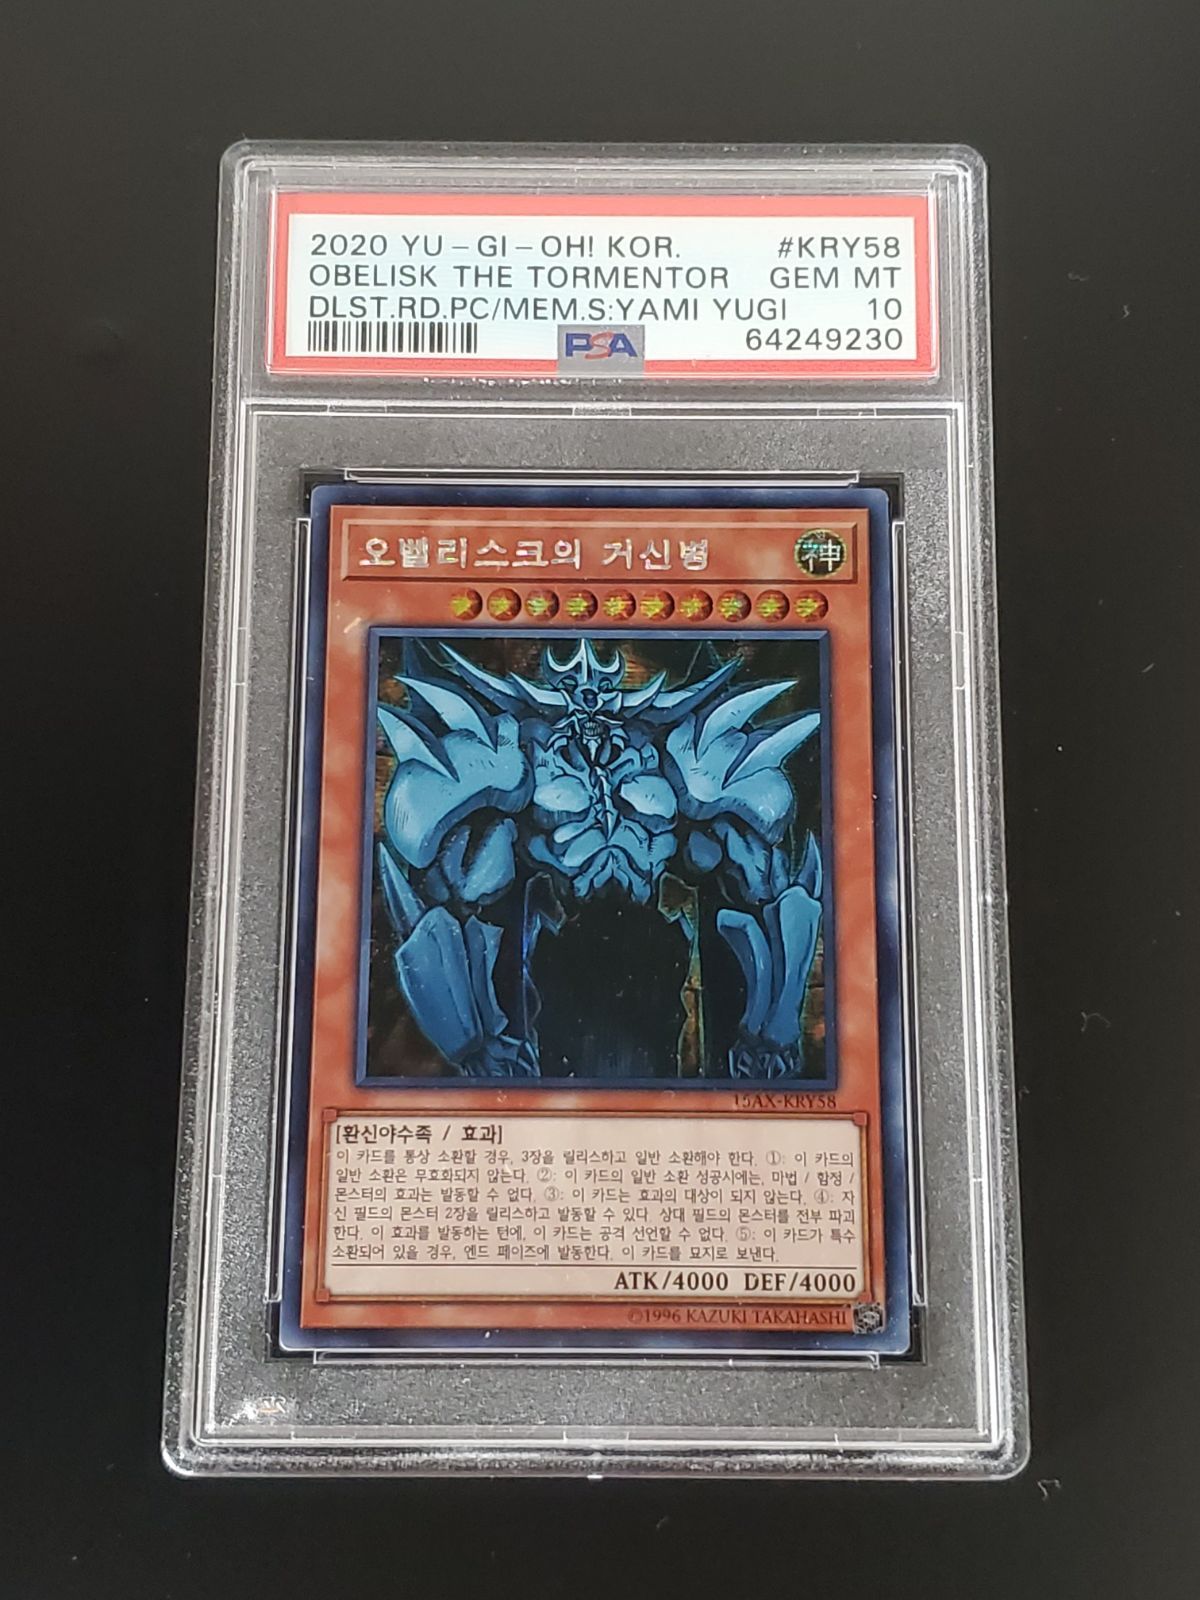 2020 YU-GI-OH! KOR. #KRY58
OBELISK THE TORMENTOR GEM MT
DLST.RD.PC/MEM.S:YAMI YUGI 10
PSA 64249230
오벨리스크의 거신병 神
15AX-KRY58
[환신야수족 / 효과]
이 카드를 통상 소환할 경우, 3장을 릴리스하고 일반 소환해야 한다. ①: 이 카드의
일반 소환은 무효화되지 않는다. ②: 이 카드의 일반 소환 성공시에는, 마법 / 함정 /
몬스터의 효과는 발동할 수 없다. ③: 이 카드는 효과의 대상이 되지 않는다. ④: 자
신 필드의 몬스터 2장을 릴리스하고 발동할 수 있다. 상대 필드의 몬스터를 전부 파괴
한다. 이 효과를 발동하는 턴에, 이 카드는 공격 선언할 수 없다. ⑤: 이 카드가 특수
소환되어 있을 경우, 엔드 페이즈에 발동한다. 이 카드를 묘지로 보낸다.
ATK/4000 DEF/4000
©1996 KAZUKI TAKAHASHI